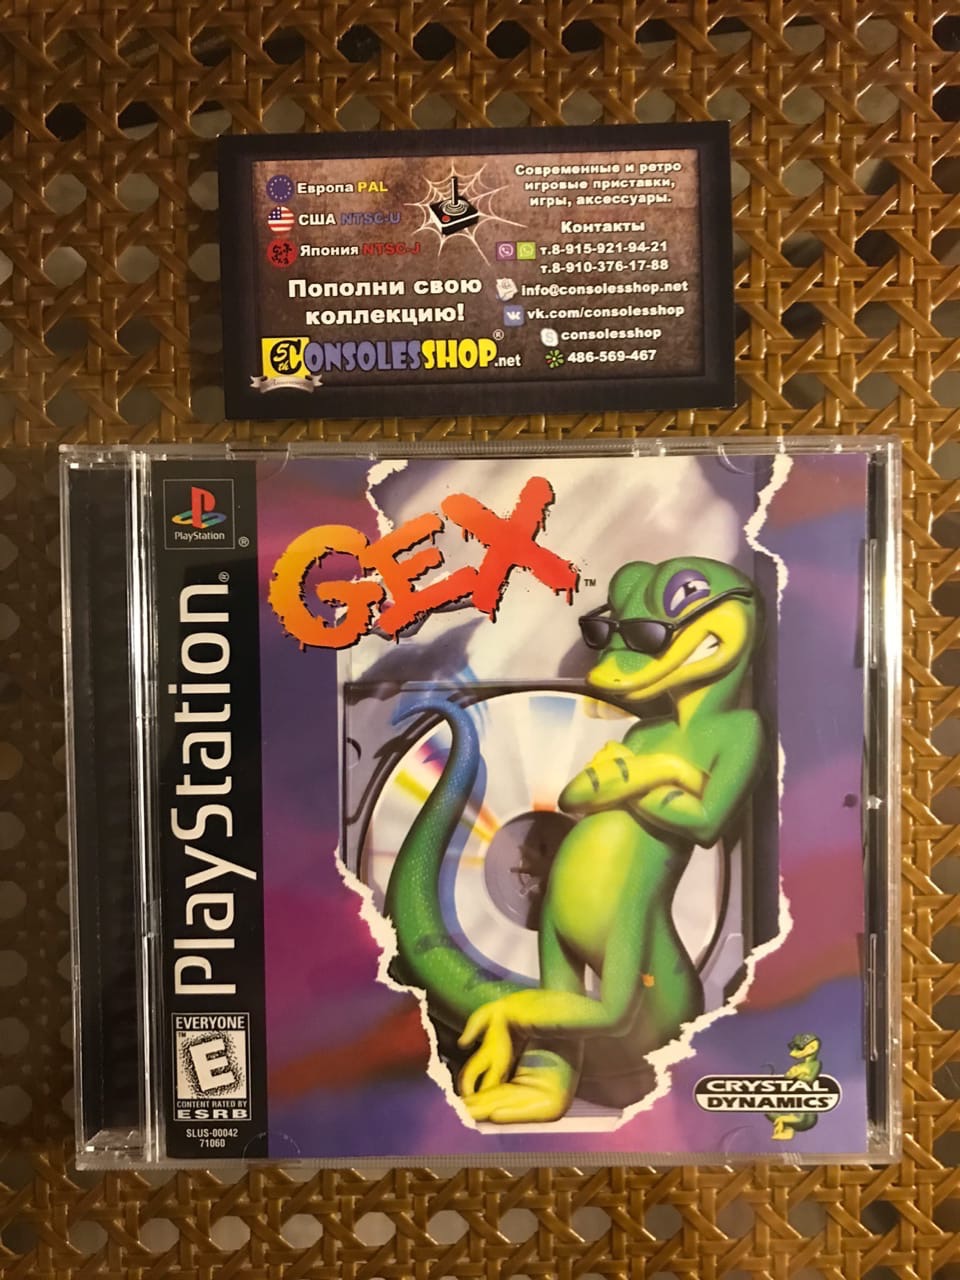 Европа PAL
США NTSC-U
Япония NTSC-J
Пополни свою
коллекцию!
5th
CONSOLESSHOP.net
®
Современные и ретро
игровые приставки,
игры, аксессуары.
Контакты
т.8-915-921-94-21
т.8-910-376-17-88
info@consolesshop.net
vk.com/consolesshop
consolesshop
486-569-467
PlayStation ®
PlayStation®
GEX™
EVERYONE
E
CONTENT RATED BY
ESRB
SLUS-00042
71060
CRYSTAL
DYNAMICS